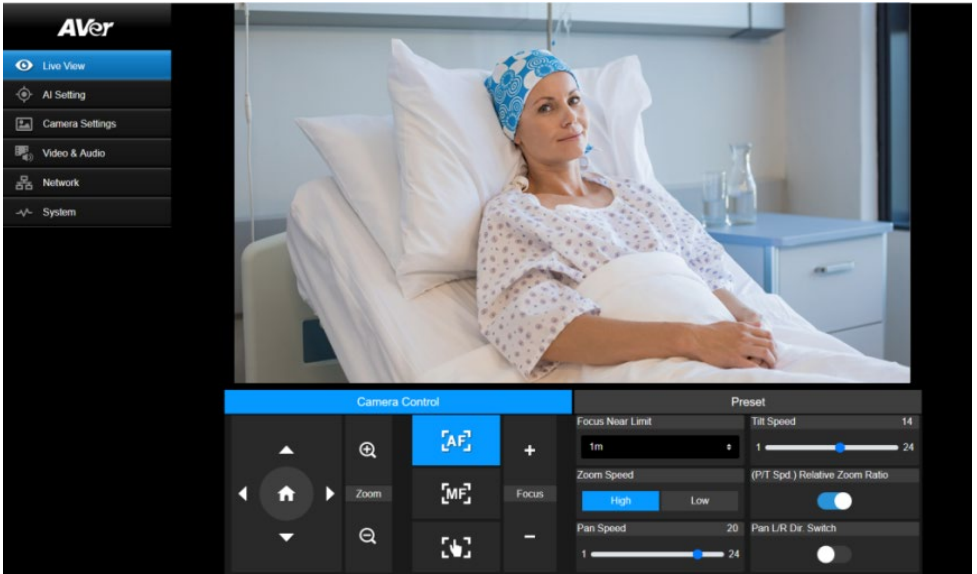 AVer
Live View
AI Setting
Camera Settings
Video & Audio
Network
System
Camera Control
Preset
Zoom
AF
MF
Focus
Focus Near Limit
1m
Zoom Speed
High Low
Pan Speed 20
1 24
Tilt Speed 14
1 24
(P/T Spd.) Relative Zoom Ratio
Pan L/R Dir. Switch